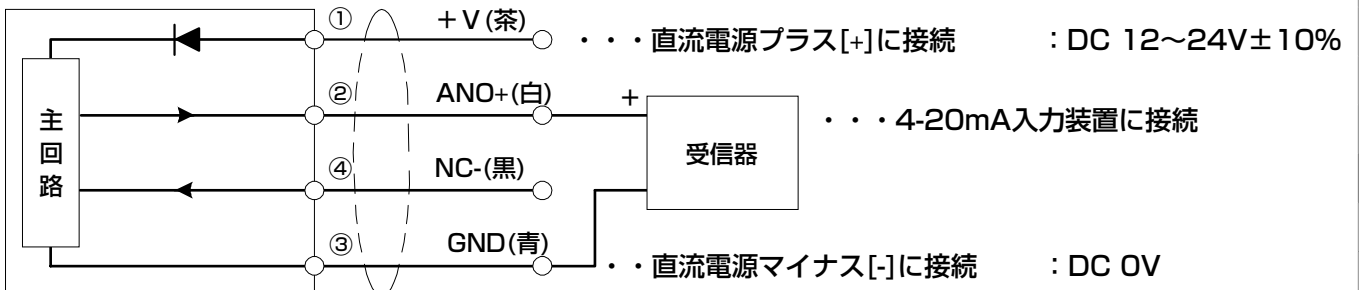 ① +V(茶) ・・・直流電源プラス[+]に接続 :DC 12~24V±10%
② ANO+(白) + ・・・4-20mA入力装置に接続
主回路
受信器
④ NC-(黒)
③ GND(青) ・・直流電源マイナス[-]に接続 :DC 0V